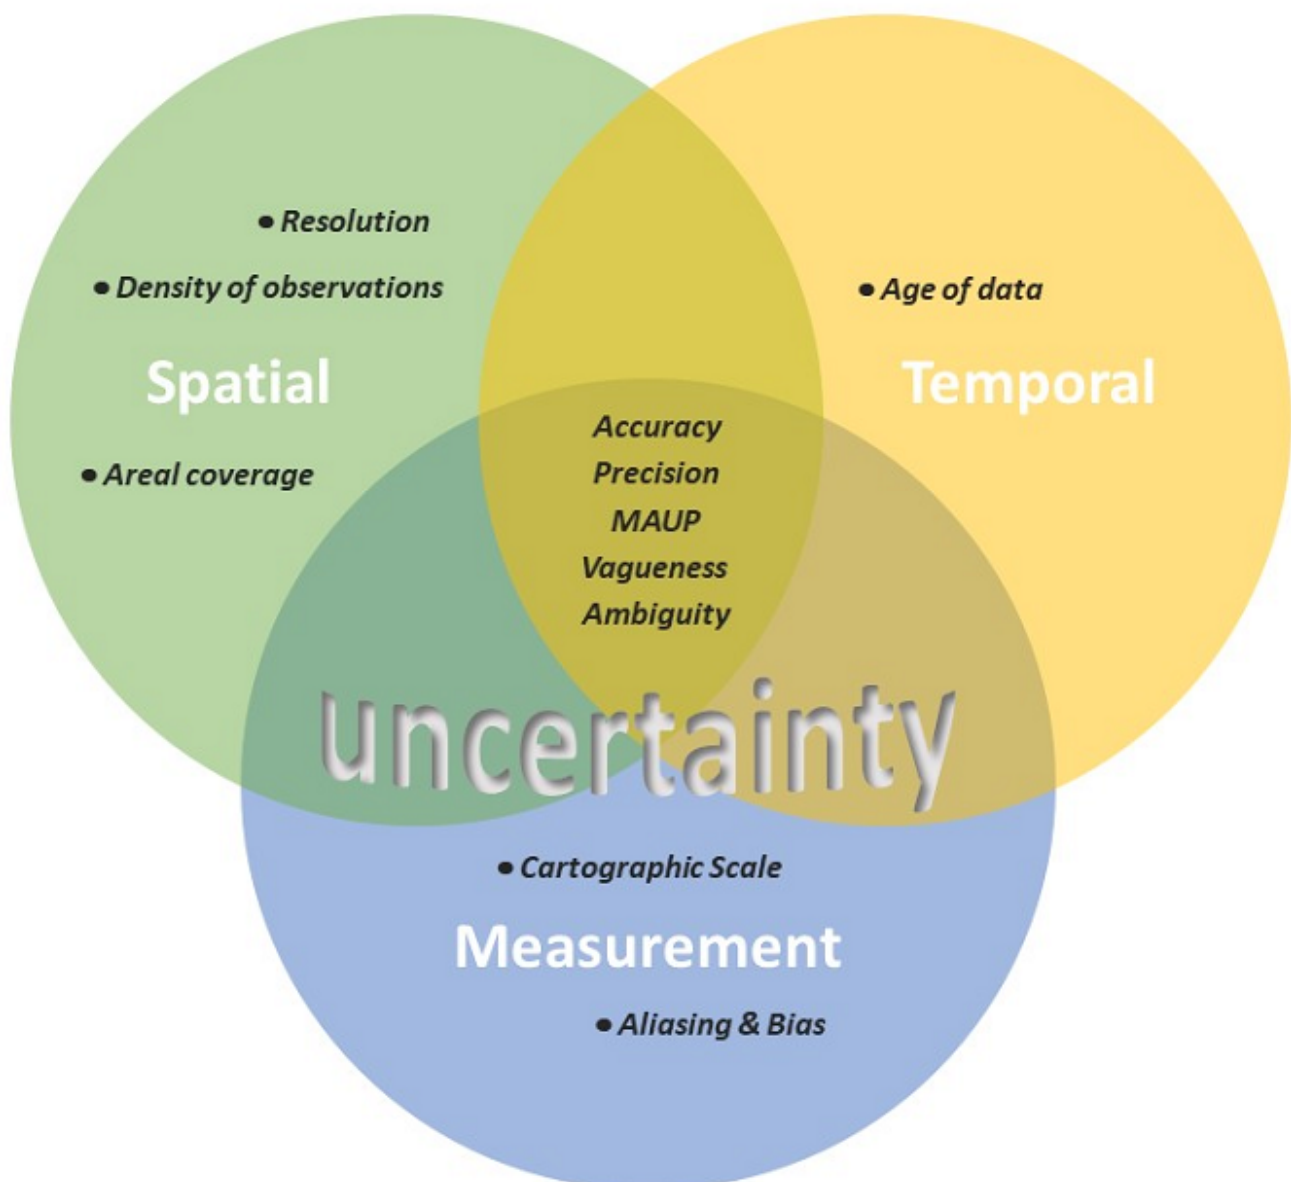 ● Resolution
● Density of observations
Spatial
● Areal coverage
● Age of data
Temporal
Accuracy
Precision
MAUP
Vagueness
Ambiguity
uncertainty
● Cartographic Scale
Measurement
● Aliasing & Bias